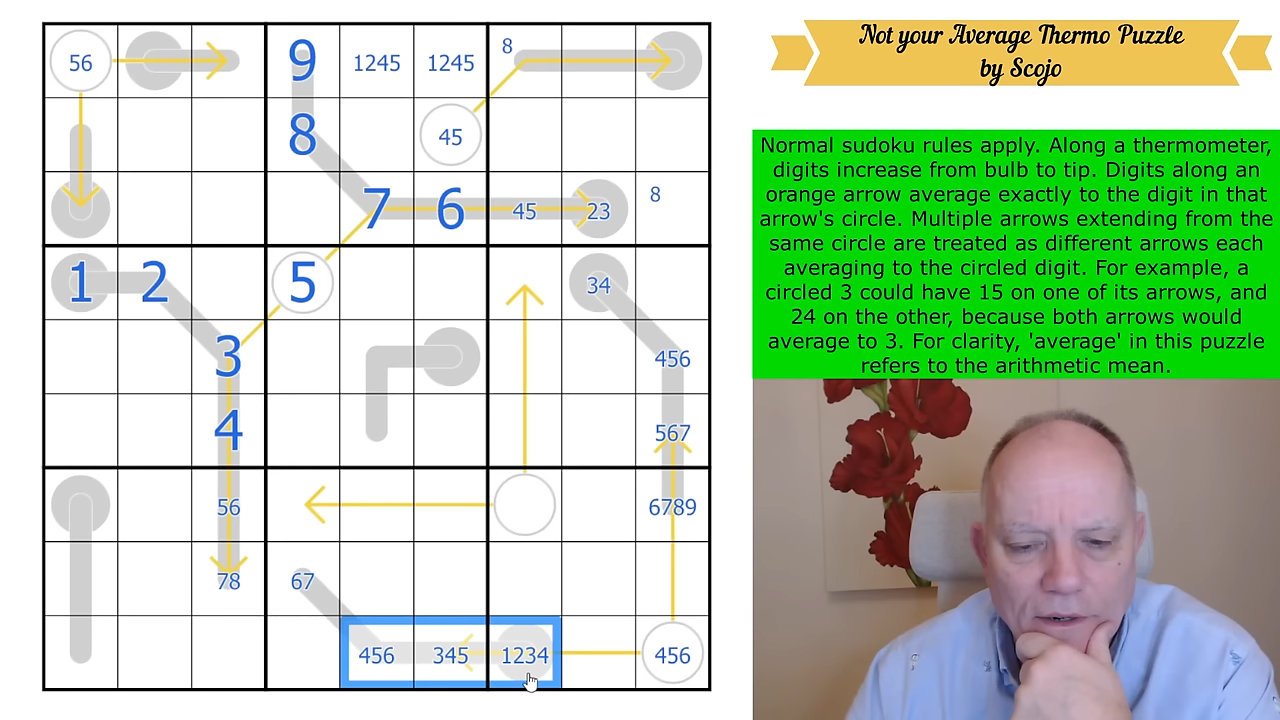 Not your Average Thermo Puzzle
by Scojo
Normal sudoku rules apply. Along a thermometer,
digits increase from bulb to tip. Digits along an
orange arrow average exactly to the digit in that
arrow's circle. Multiple arrows extending from the
same circle are treated as different arrows each
averaging to the circled digit. For example, a
circled 3 could have 15 on one of its arrows, and
24 on the other, because both arrows would
average to 3. For clarity, 'average' in this puzzle
refers to the arithmetic mean.
56 9 1245 1245 8
8 45
7 6 45 23 8
1 2 5 34
3 456
4 567
56 6789
78 67
456 345 1234 456